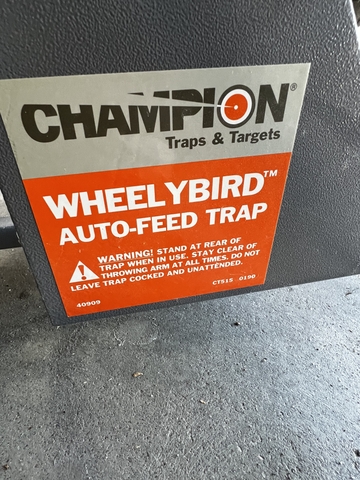 CHAMPION®
Traps & Targets
WHEELYBIRD™
AUTO-FEED TRAP
WARNING! STAND AT REAR OF
TRAP WHEN IN USE. STAY CLEAR OF
THROWING ARM AT ALL TIMES. DO NOT
LEAVE TRAP COCKED AND UNATTENDED.
40909 CTS15 0190